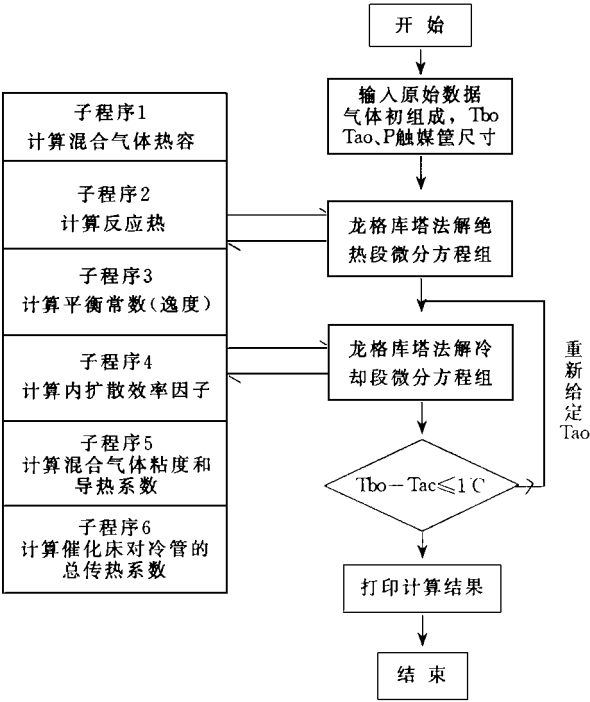 开 始
输入原始数据
气体初组成，Tbo
Tao、P触媒筐尺寸
子程序1
计算混合气体热容
子程序2
计算反应热
子程序3
计算平衡常数(逸度)
子程序4
计算内扩散效率因子
子程序5
计算混合气体粘度和
导热系数
子程序6
计算催化床对冷管的
总传热系数
龙格库塔法解绝
热段微分方程组
龙格库塔法解冷
却段微分方程组
重新给定
Tao
Tbo－Tac≤1℃
打印计算结果
结 束